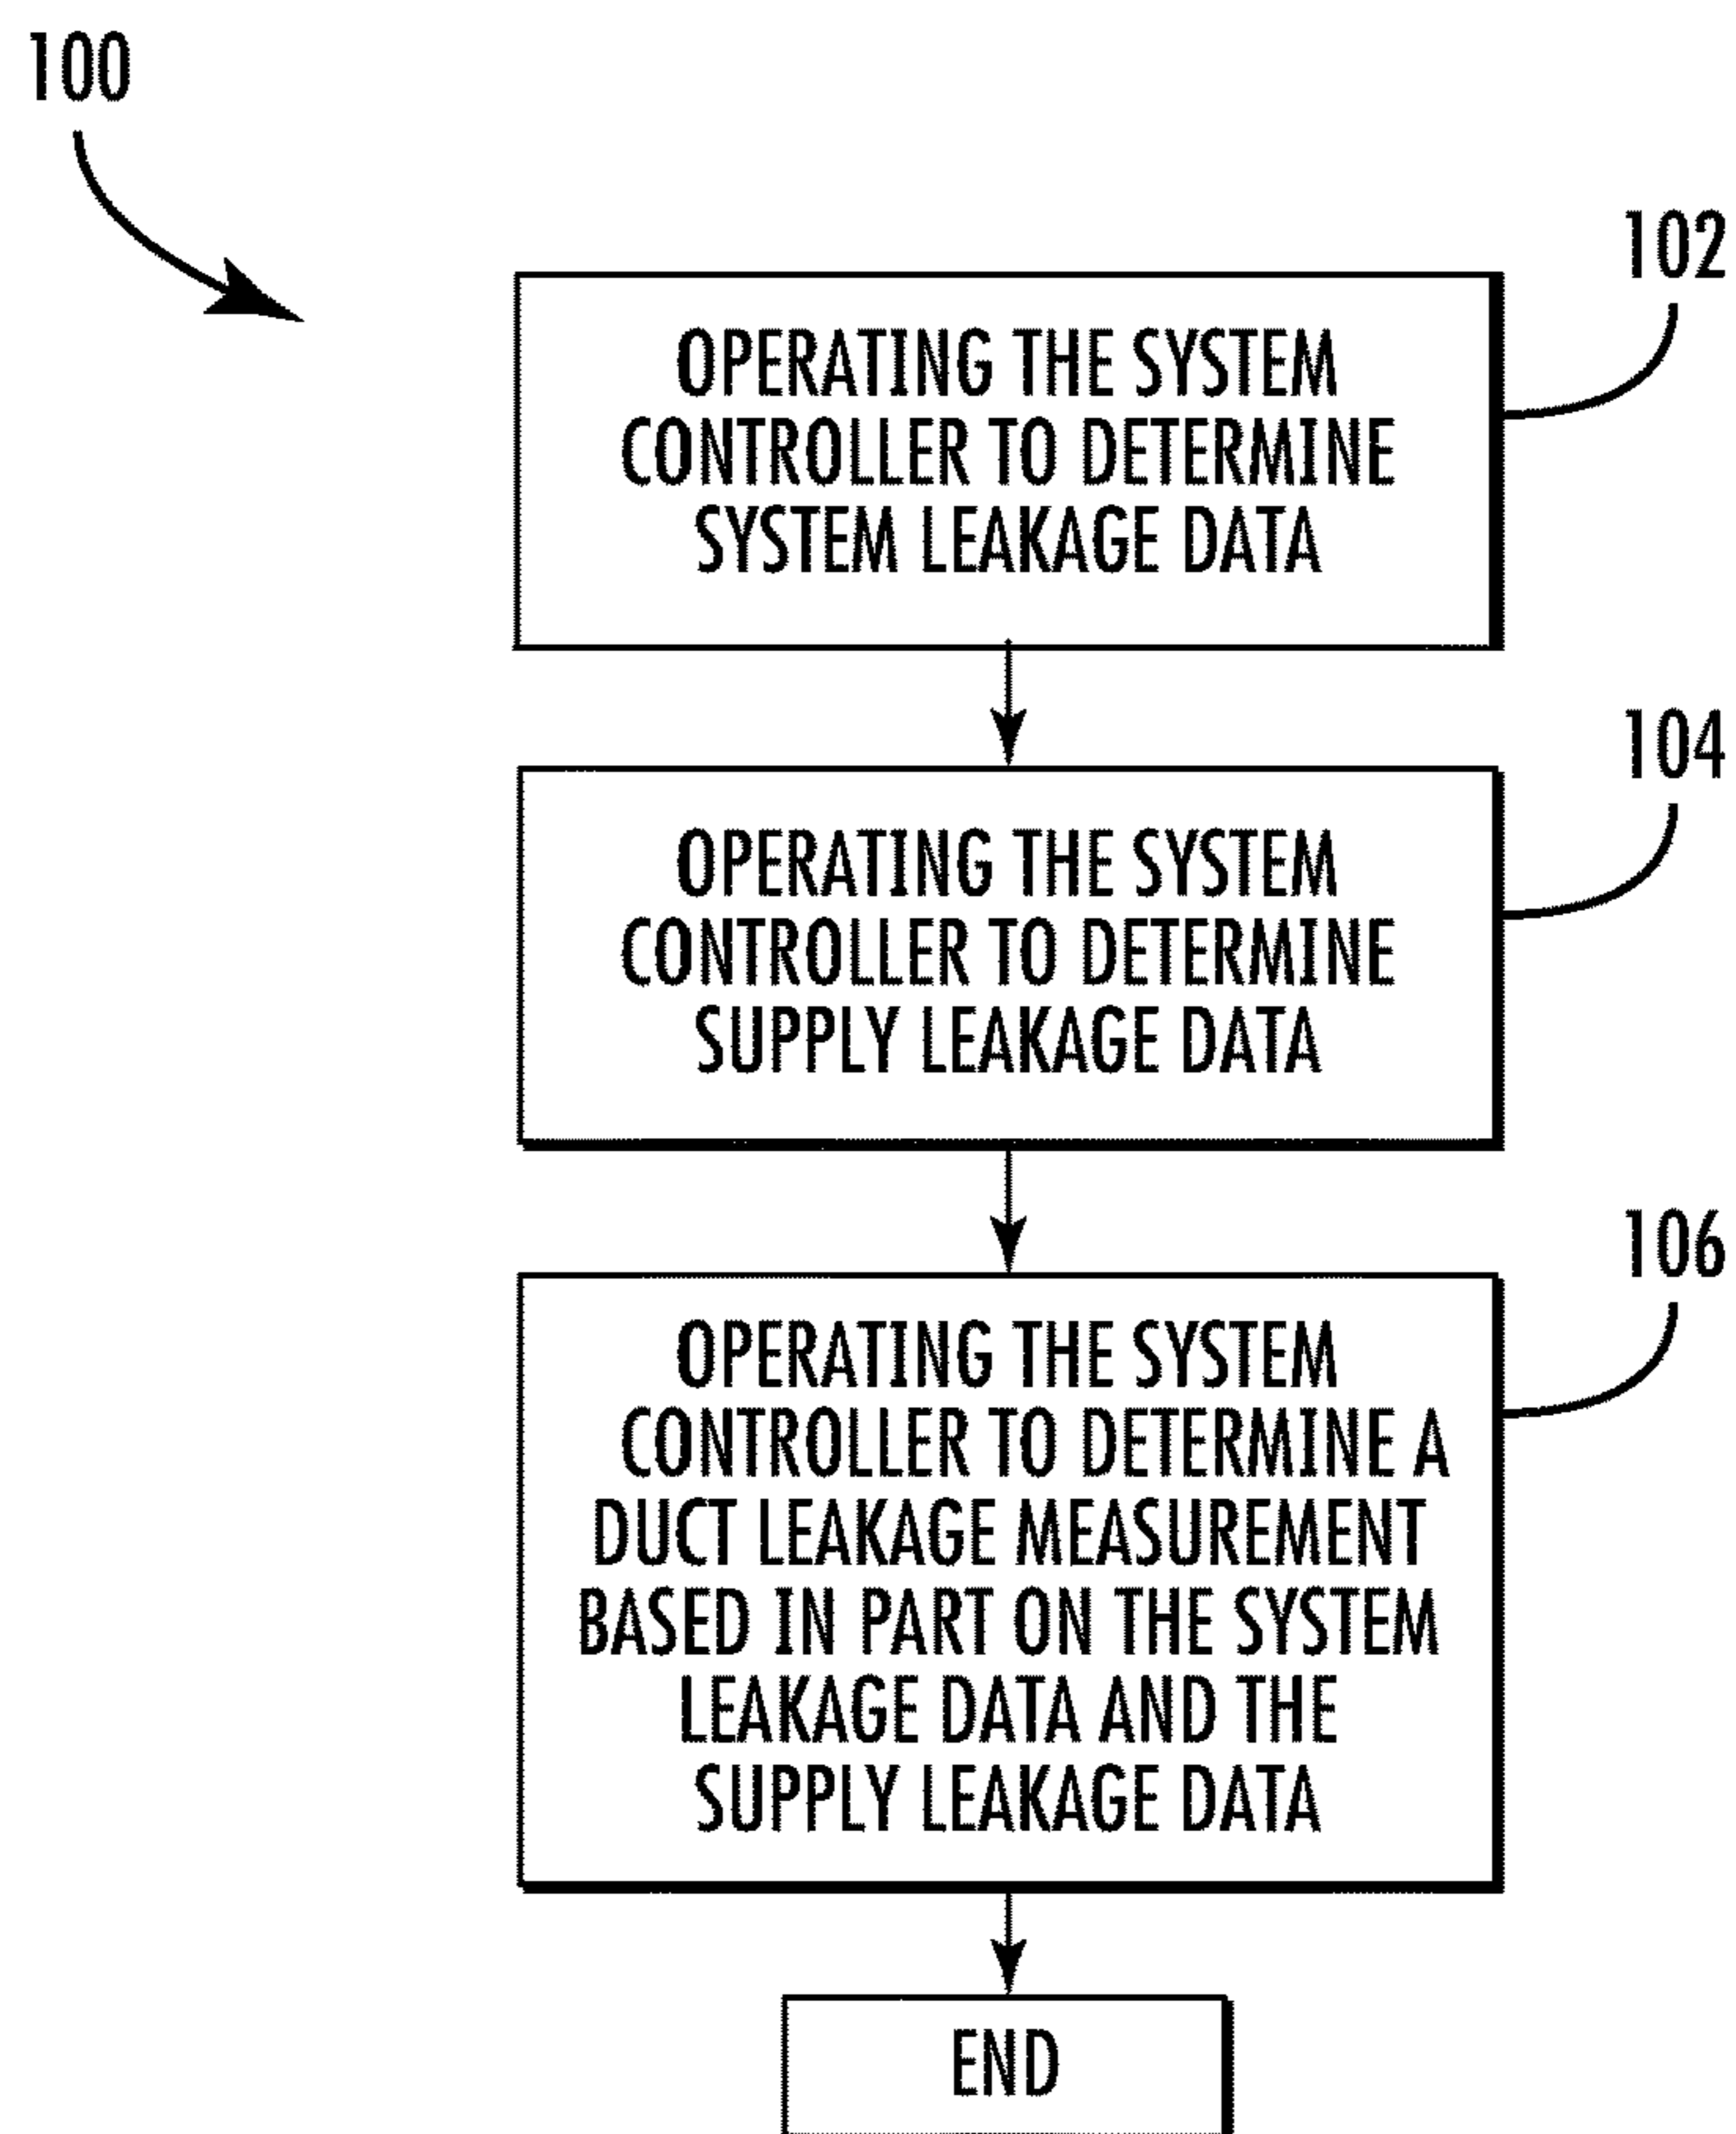 100
102
OPERATING THE SYSTEM
CONTROLLER TO DETERMINE
SYSTEM LEAKAGE DATA
104
OPERATING THE SYSTEM
CONTROLLER TO DETERMINE
SUPPLY LEAKAGE DATA
106
OPERATING THE SYSTEM
CONTROLLER TO DETERMINE A
DUCT LEAKAGE MEASUREMENT
BASED IN PART ON THE SYSTEM
LEAKAGE DATA AND THE
SUPPLY LEAKAGE DATA
END